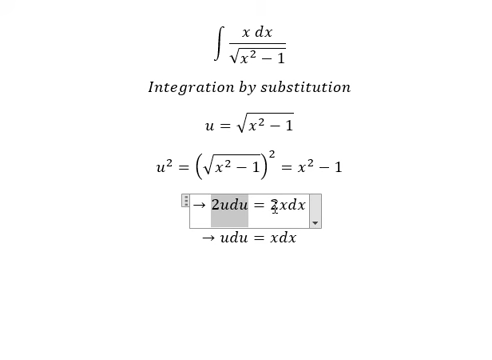 ∫ x dx / √(x² − 1)
Integration by substitution
u = √(x² − 1)
u² = (√(x² − 1))² = x² − 1
→ 2udu = 2xdx
→ udu = xdx